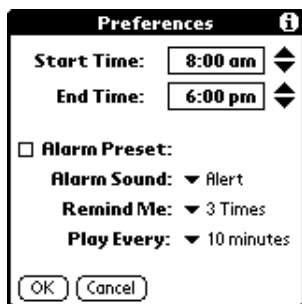 Preferences
Start Time: 8:00 am
End Time: 6:00 pm
Alarm Preset:
Alarm Sound: Alert
Remind Me: 3 Times
Play Every: 10 minutes
OK Cancel